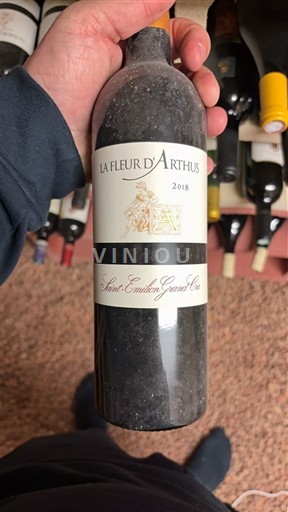 LA FLEUR D'ARTHUS
2018
VINIOU
Saint-Emilion Grand Cru